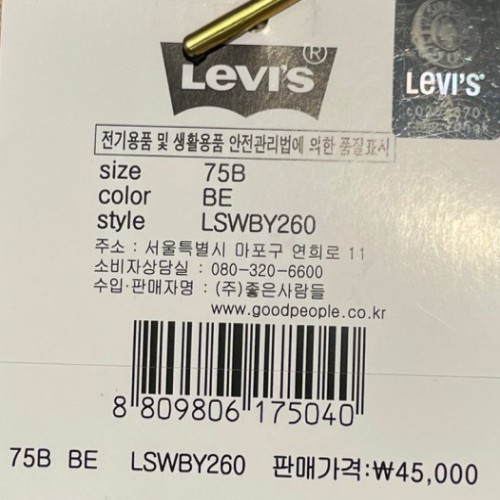 LEVI'S®
LEVI'S®
전기용품 및 생활용품 안전관리법에 의한 품질표시
size 75B
color BE
style LSWBY260
주소 : 서울특별시 마포구 연희로 11
소비자상담실 : 080-320-6600
수입·판매자명 : (주)좋은사람들
www.goodpeople.co.kr
8 809806 175040
75B BE LSWBY260 판매가격:₩45,000